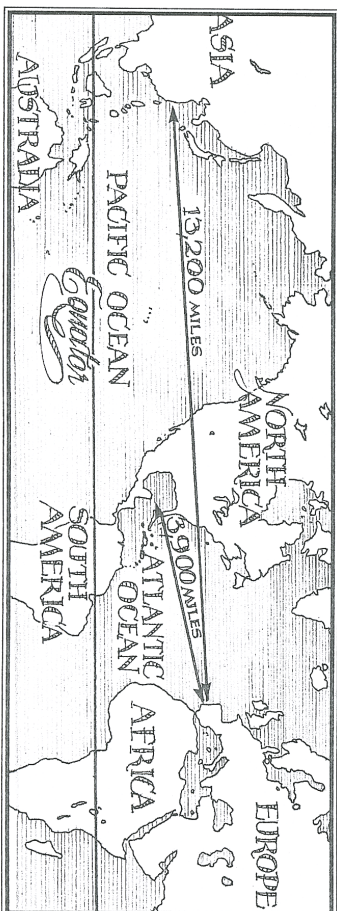 ASIA
NORTH
AMERICA
EUROPE
13,200 MILES
3,900 MILES
PACIFIC OCEAN
ATLANTIC
OCEAN
AFRICA
Equator
AUSTRALIA
SOUTH
AMERICA